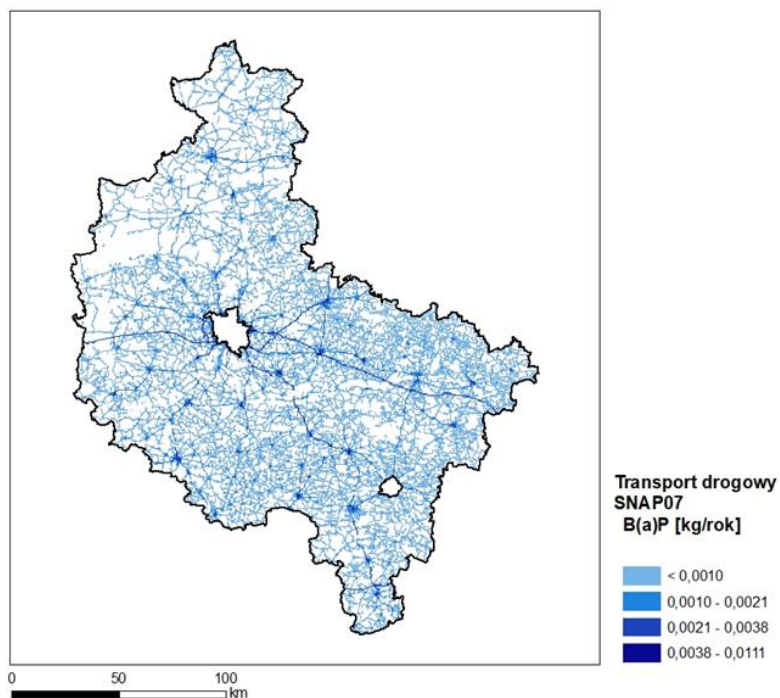 Transport drogowy
SNAP07
B(a)P [kg/rok]
< 0,0010
0,0010 - 0,0021
0,0021 - 0,0038
0,0038 - 0,0111
0 50 100
km